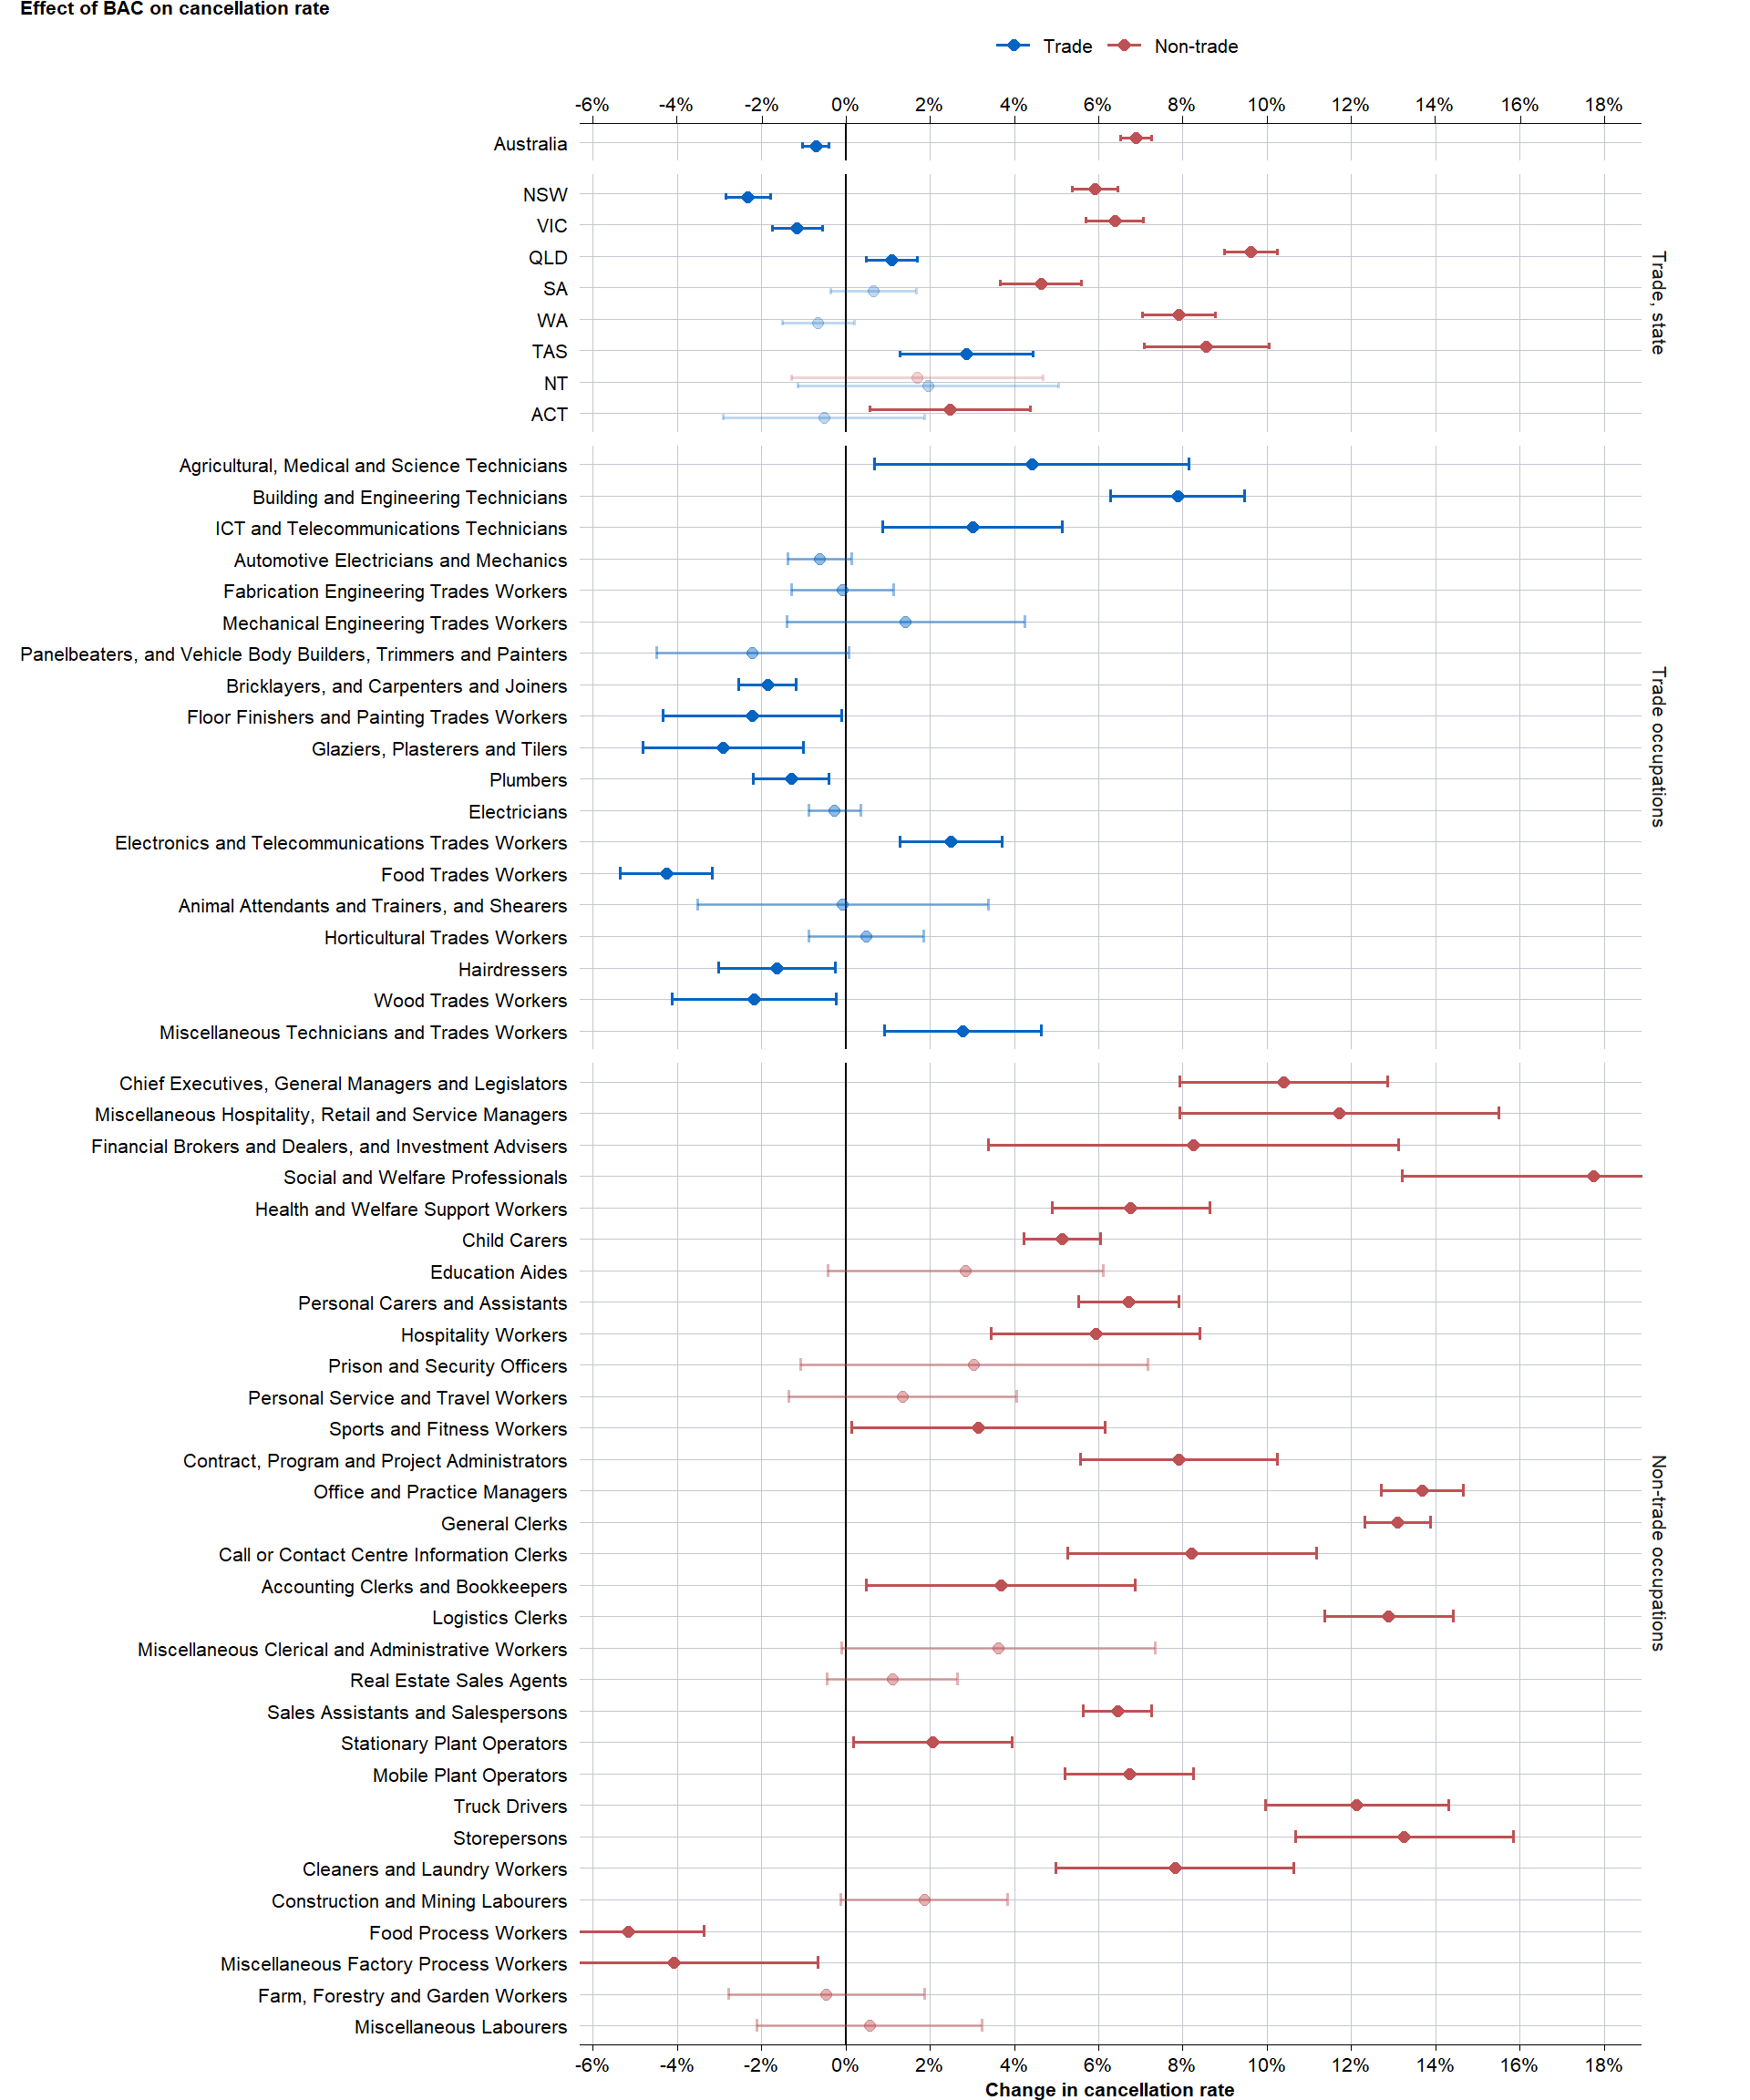 Effect of BAC on cancellation rate
Trade Non-trade
-6% -4% -2% 0% 2% 4% 6% 8% 10% 12% 14% 16% 18%
Australia
NSW
VIC
QLD
SA
WA
TAS
NT
ACT
Trade, state
Agricultural, Medical and Science Technicians
Building and Engineering Technicians
ICT and Telecommunications Technicians
Automotive Electricians and Mechanics
Fabrication Engineering Trades Workers
Mechanical Engineering Trades Workers
Panelbeaters, and Vehicle Body Builders, Trimmers and Painters
Bricklayers, and Carpenters and Joiners
Floor Finishers and Painting Trades Workers
Glaziers, Plasterers and Tilers
Plumbers
Electricians
Electronics and Telecommunications Trades Workers
Food Trades Workers
Animal Attendants and Trainers, and Shearers
Horticultural Trades Workers
Hairdressers
Wood Trades Workers
Miscellaneous Technicians and Trades Workers
Trade occupations
Chief Executives, General Managers and Legislators
Miscellaneous Hospitality, Retail and Service Managers
Financial Brokers and Dealers, and Investment Advisers
Social and Welfare Professionals
Health and Welfare Support Workers
Child Carers
Education Aides
Personal Carers and Assistants
Hospitality Workers
Prison and Security Officers
Personal Service and Travel Workers
Sports and Fitness Workers
Contract, Program and Project Administrators
Office and Practice Managers
General Clerks
Call or Contact Centre Information Clerks
Accounting Clerks and Bookkeepers
Logistics Clerks
Miscellaneous Clerical and Administrative Workers
Real Estate Sales Agents
Sales Assistants and Salespersons
Stationary Plant Operators
Mobile Plant Operators
Truck Drivers
Storepersons
Cleaners and Laundry Workers
Construction and Mining Labourers
Food Process Workers
Miscellaneous Factory Process Workers
Farm, Forestry and Garden Workers
Miscellaneous Labourers
Non-trade occupations
-6% -4% -2% 0% 2% 4% 6% 8% 10% 12% 14% 16% 18%
Change in cancellation rate